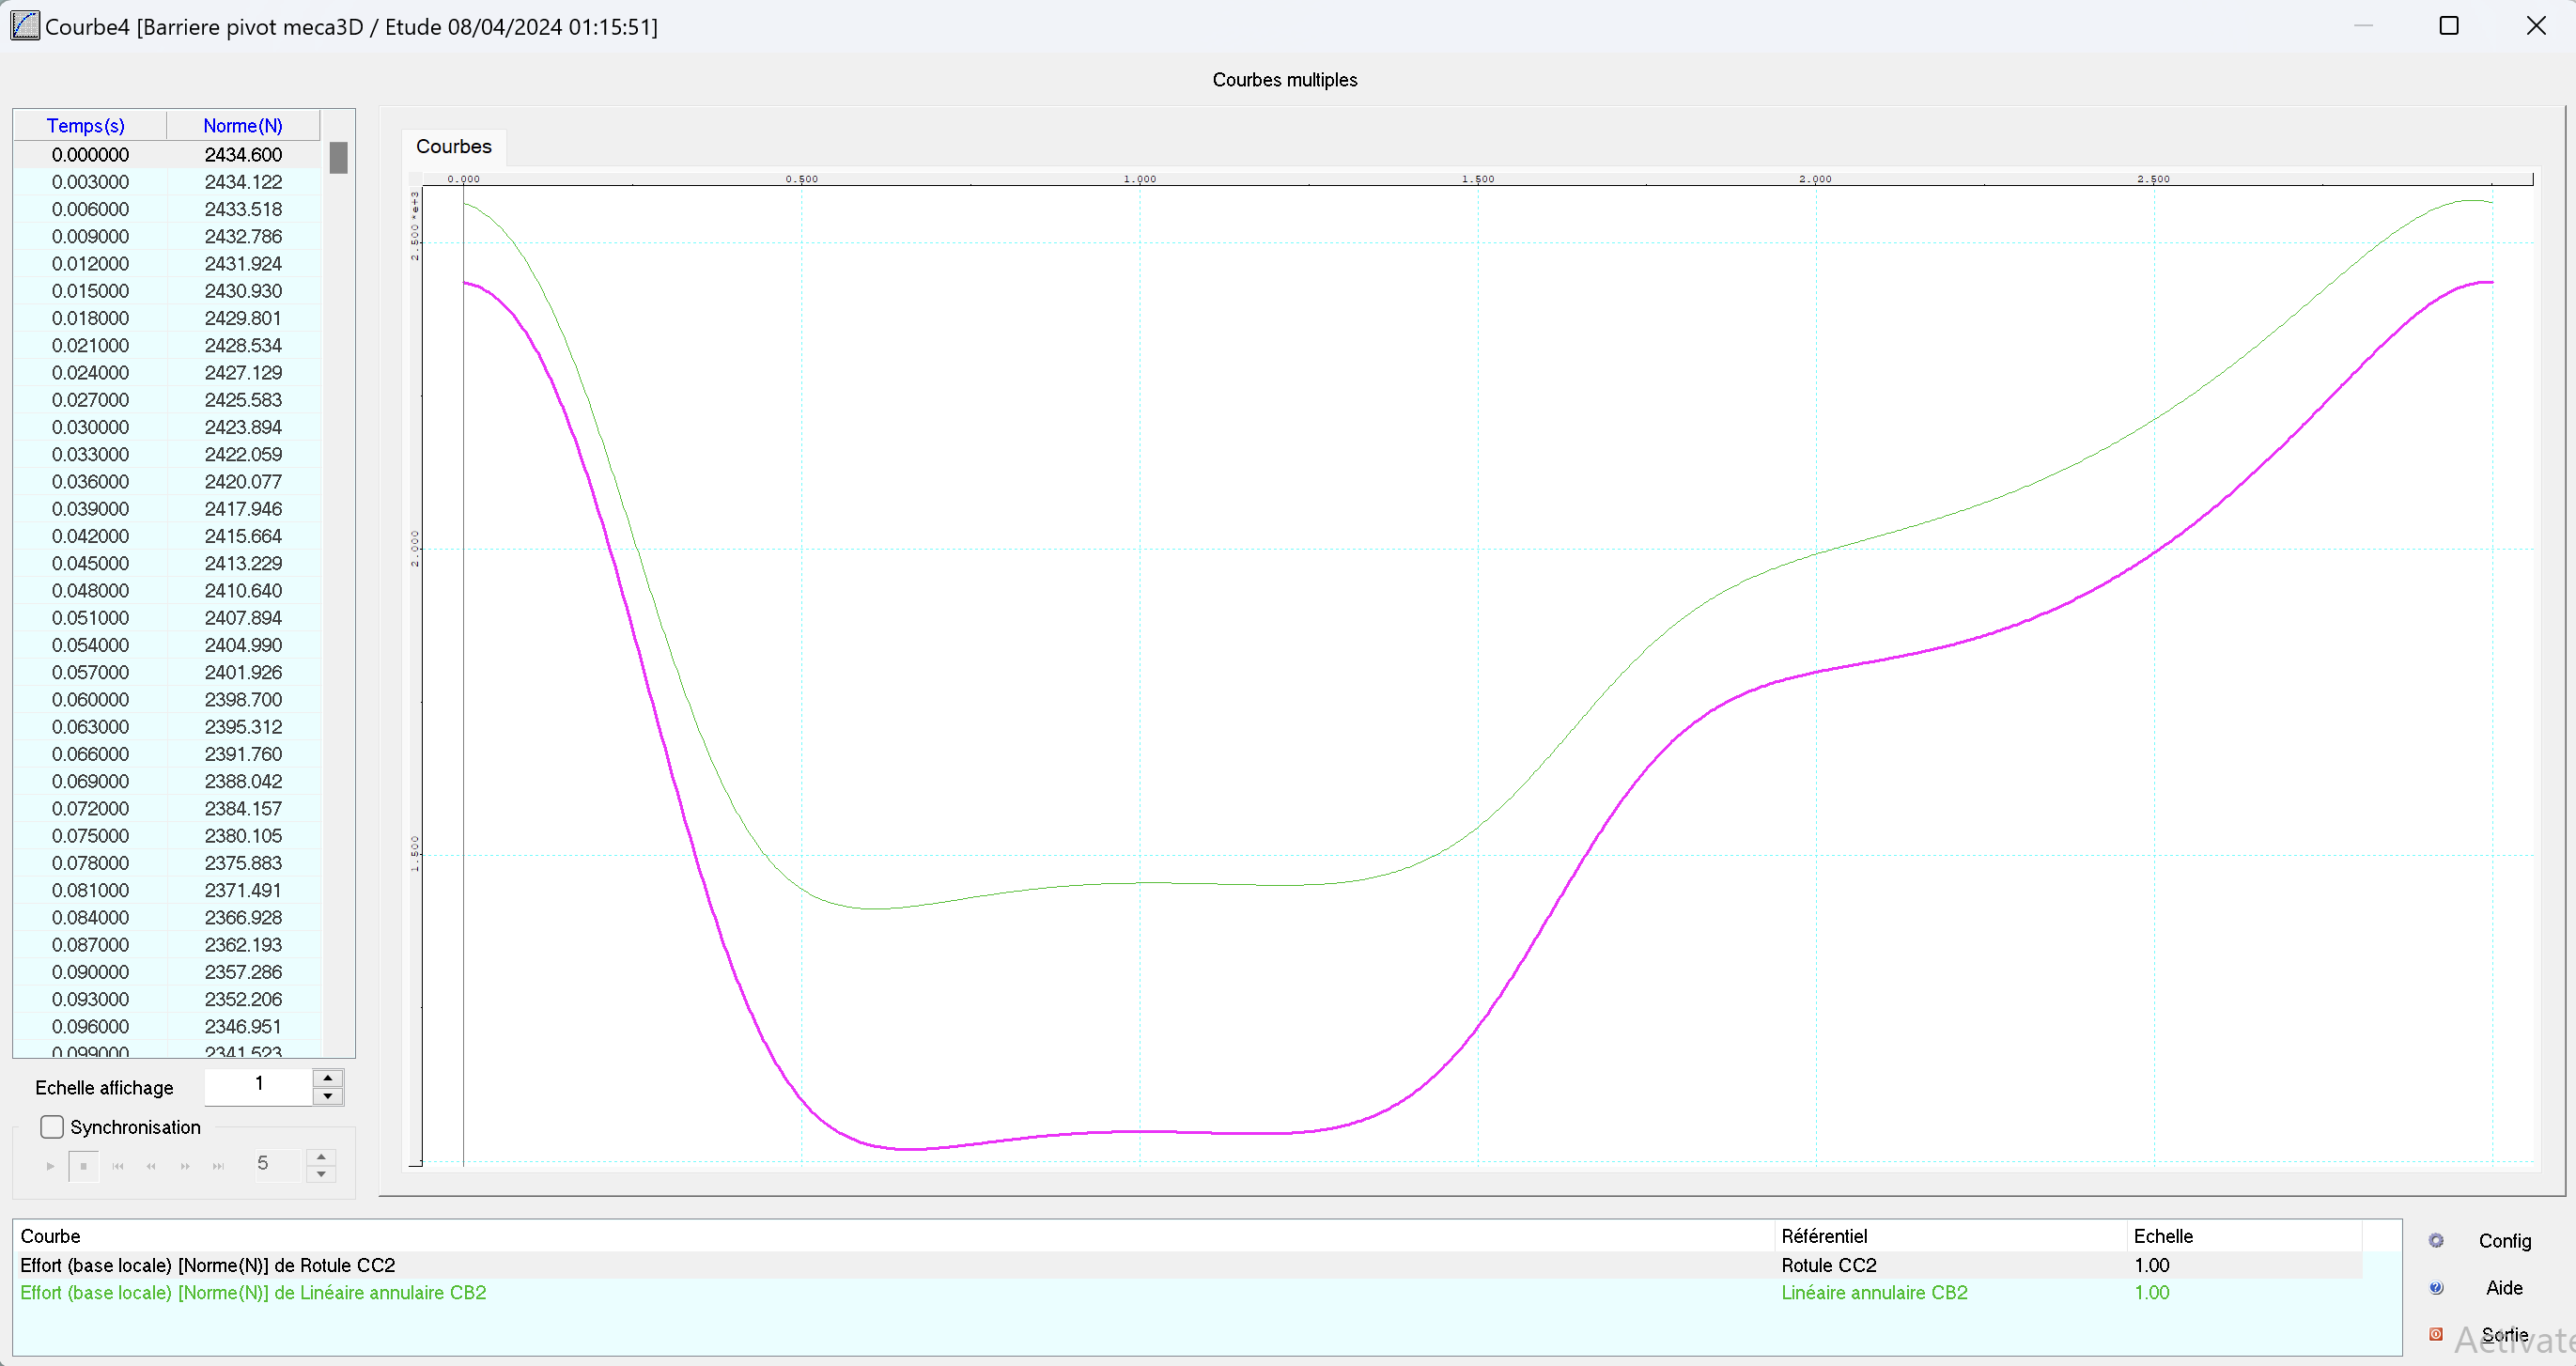 Courbe4 [Barriere pivot meca3D / Etude 08/04/2024 01:15:51]
Courbes multiples
Temps(s) Norme(N)
0.000000 2434.600
0.003000 2434.122
0.006000 2433.518
0.009000 2432.786
0.012000 2431.924
0.015000 2430.930
0.018000 2429.801
0.021000 2428.534
0.024000 2427.129
0.027000 2425.583
0.030000 2423.894
0.033000 2422.059
0.036000 2420.077
0.039000 2417.946
0.042000 2415.664
0.045000 2413.229
0.048000 2410.640
0.051000 2407.894
0.054000 2404.990
0.057000 2401.926
0.060000 2398.700
0.063000 2395.312
0.066000 2391.760
0.069000 2388.042
0.072000 2384.157
0.075000 2380.105
0.078000 2375.883
0.081000 2371.491
0.084000 2366.928
0.087000 2362.193
0.090000 2357.286
0.093000 2352.206
0.096000 2346.951
0.099000 2341.523
Echelle affichage 1
Synchronisation
5
Courbes
0.000 0.500 1.000 1.500 2.000 2.500
2.500 *e+3
2.000
1.500
Courbe Référentiel Echelle
Effort (base locale) [Norme(N)] de Rotule CC2 Rotule CC2 1.00
Effort (base locale) [Norme(N)] de Linéaire annulaire CB2 Linéaire annulaire CB2 1.00
Config
Aide
Sortie
Activate